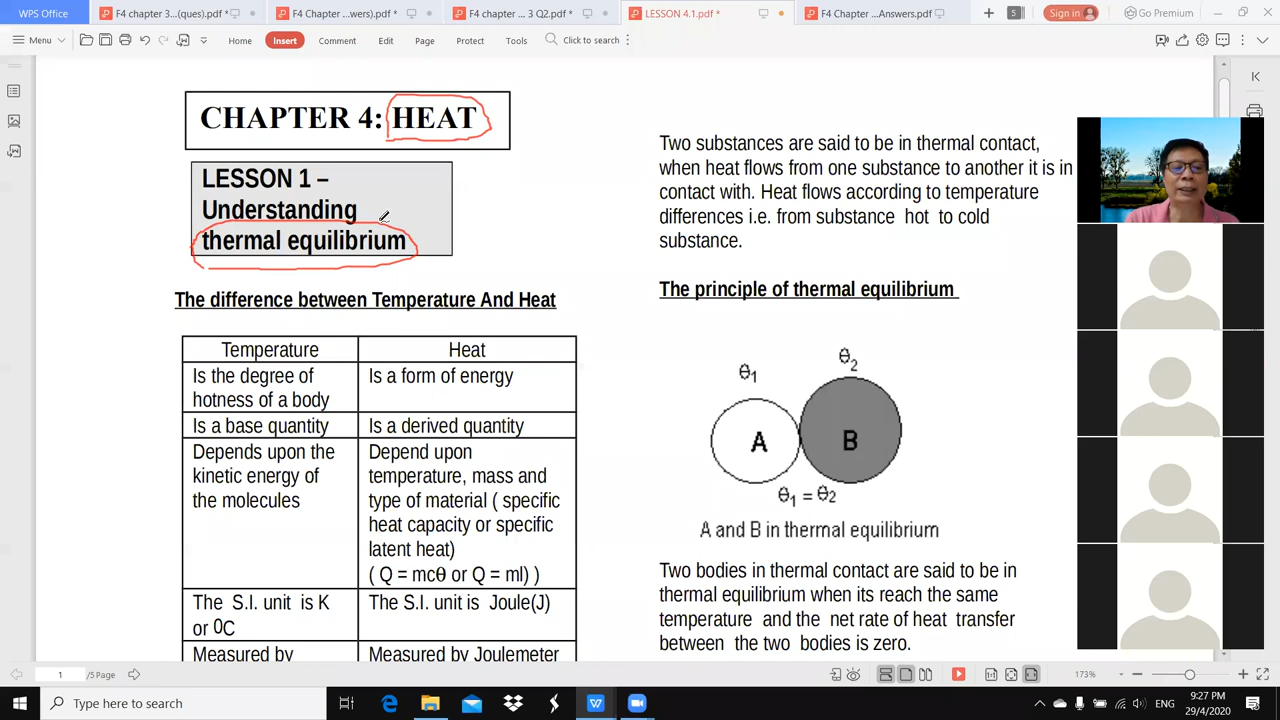 WPS Office
F4 chapter 3...(ques).pdf *
F4 Chapter ...wers).pdf *
F4 chapter ... 3 Q2.pdf *
LESSON 4.1.pdf *
F4 Chapter ...Answers.pdf
5
Sign in
Go Premium
Menu
Home
Insert
Comment
Edit
Page
Protect
Tools
Click to search
CHAPTER 4: HEAT
LESSON 1 –
Understanding
thermal equilibrium
The difference between Temperature And Heat
Temperature Heat
Is the degree of
hotness of a body
Is a form of energy
Is a base quantity
Is a derived quantity
Depends upon the
kinetic energy of
the molecules
Depend upon
temperature, mass and
type of material ( specific
heat capacity or specific
latent heat)
( Q = mcθ or Q = ml) )
The S.I. unit is K
or 0C
The S.I. unit is Joule(J)
Measured by
Measured by Joulemeter
Two substances are said to be in thermal contact,
when heat flows from one substance to another it is in
contact with. Heat flows according to temperature
differences i.e. from substance hot to cold
substance.
The principle of thermal equilibrium
θ1
θ2
A
B
θ1 = θ2
A and B in thermal equilibrium
Two bodies in thermal contact are said to be in
thermal equilibrium when its reach the same
temperature and the net rate of heat transfer
between the two bodies is zero.
1
/5 Page
173%
Type here to search
ENG
9:27 PM
29/4/2020